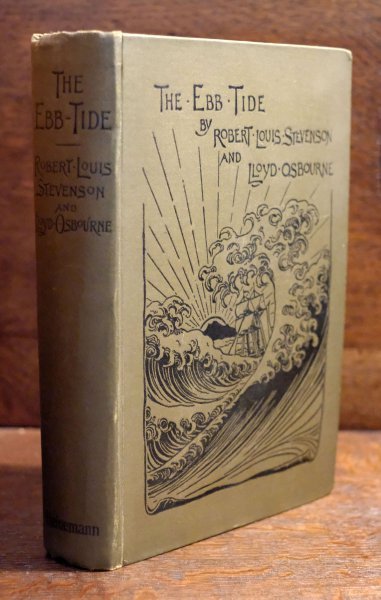 THE
EBB-TIDE
ROBERT·LOUIS
STEVENSON
AND
LLOYD·OSBOURNE
Heinemann
THE·EBB·TIDE
BY
ROBERT·LOUIS·STEVENSON
AND LLOYD·OSBOURNE